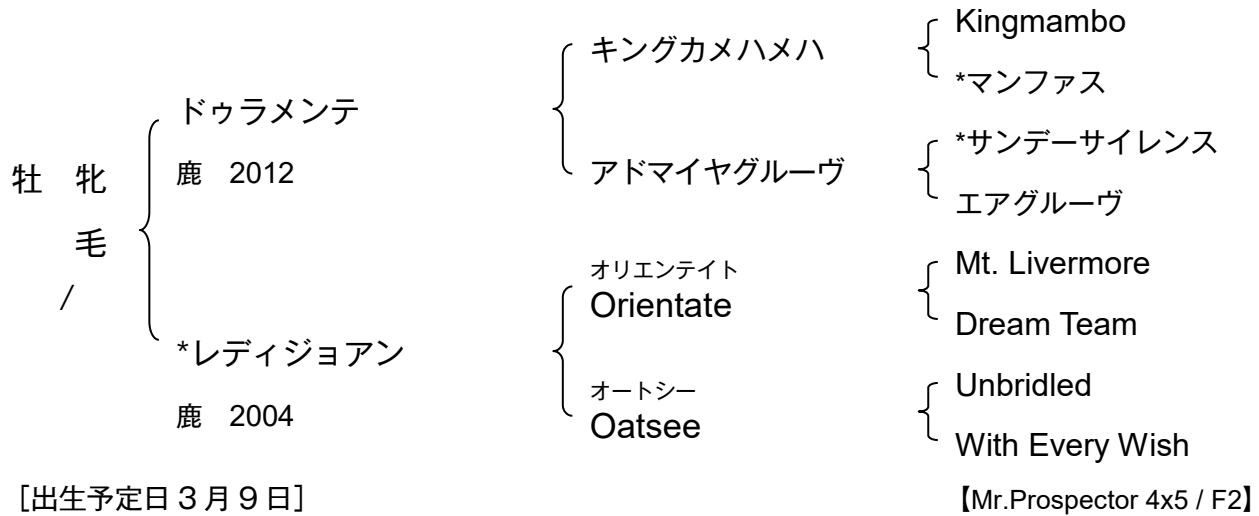 牡 牝
毛
/
ドゥラメンテ
鹿 2012
*レディジョアン
鹿 2004
キングカメハメハ
アドマイヤグルーヴ
オリエンテイト
Orientate
オートシー
Oatsee
Kingmambo
*マンファス
*サンデーサイレンス
エアグルーヴ
Mt. Livermore
Dream Team
Unbridled
With Every Wish
[出生予定日3月9日]
【Mr.Prospector 4x5 / F2】